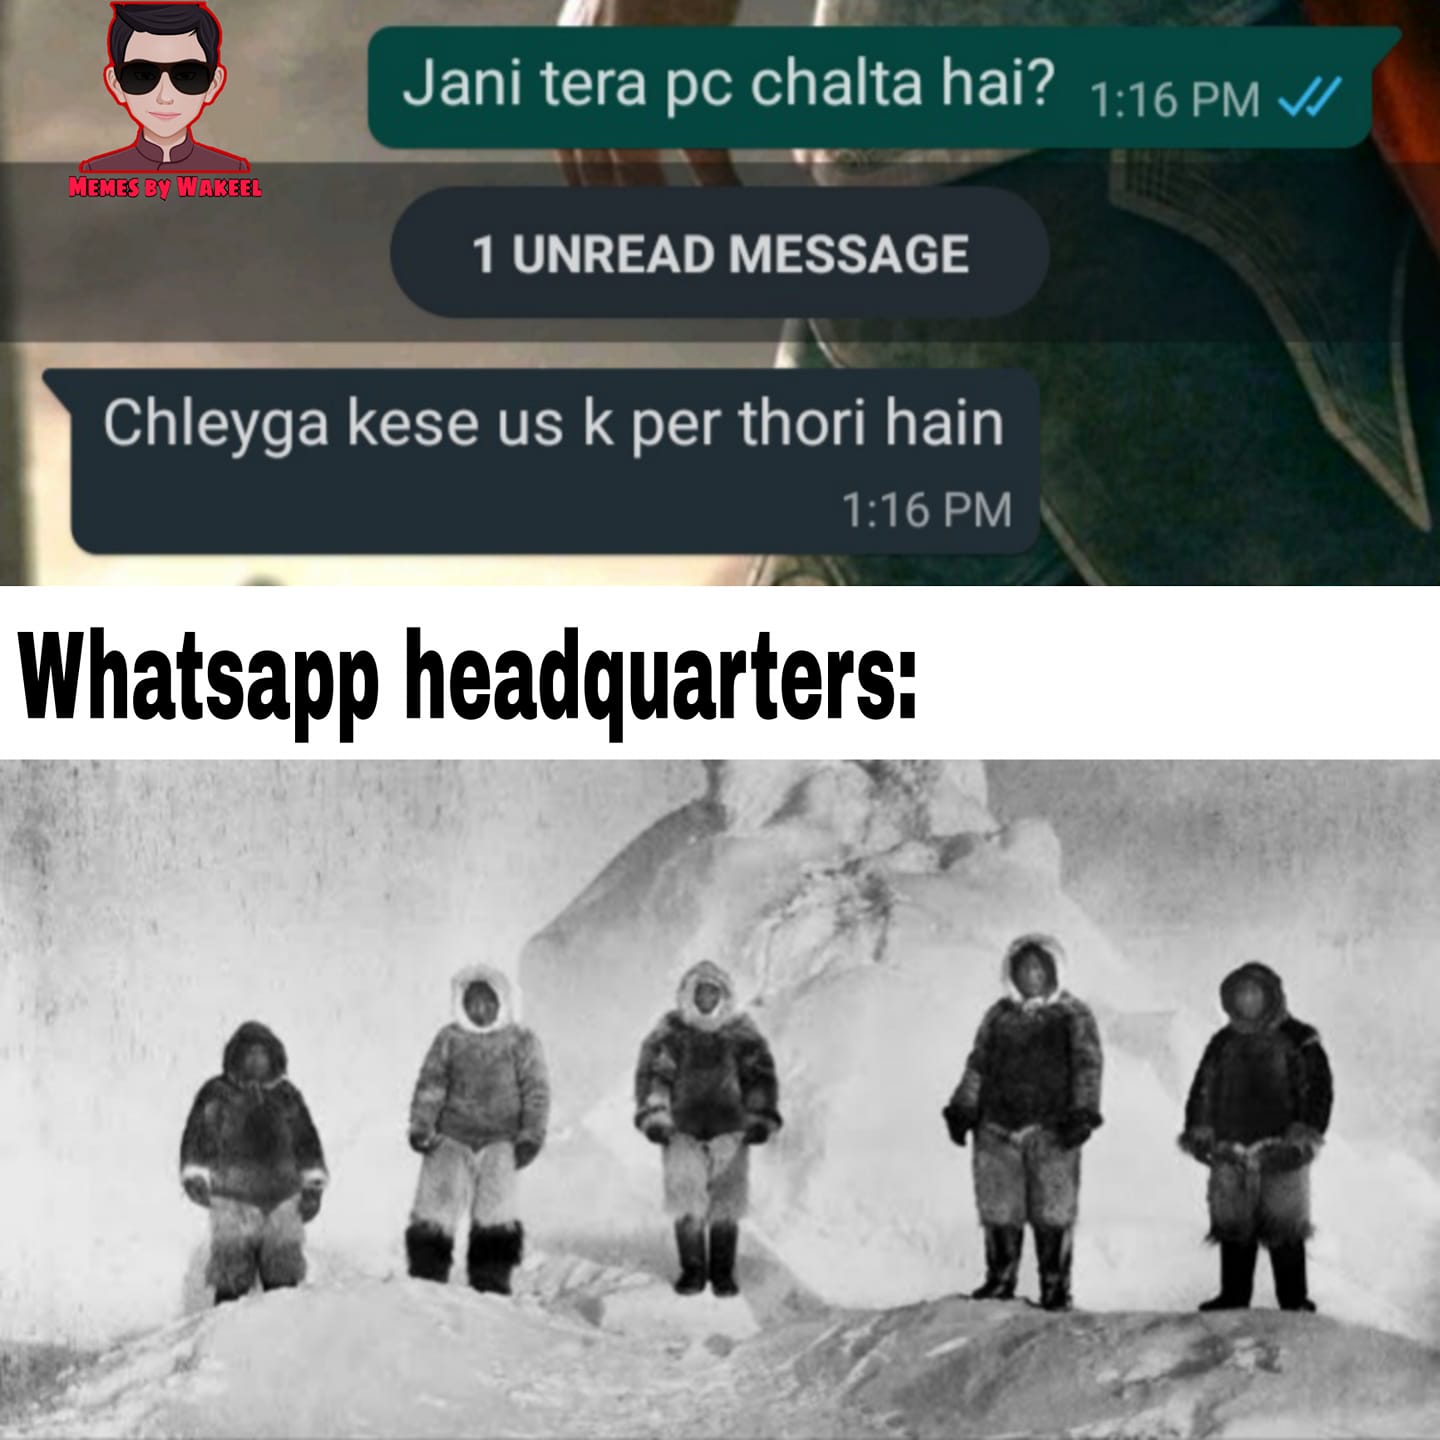 Jani tera pc chalta hai? 1:16 PM
MEMES BY WAKEEL
1 UNREAD MESSAGE
Chleyga kese us k per thori hain
1:16 PM
Whatsapp headquarters: